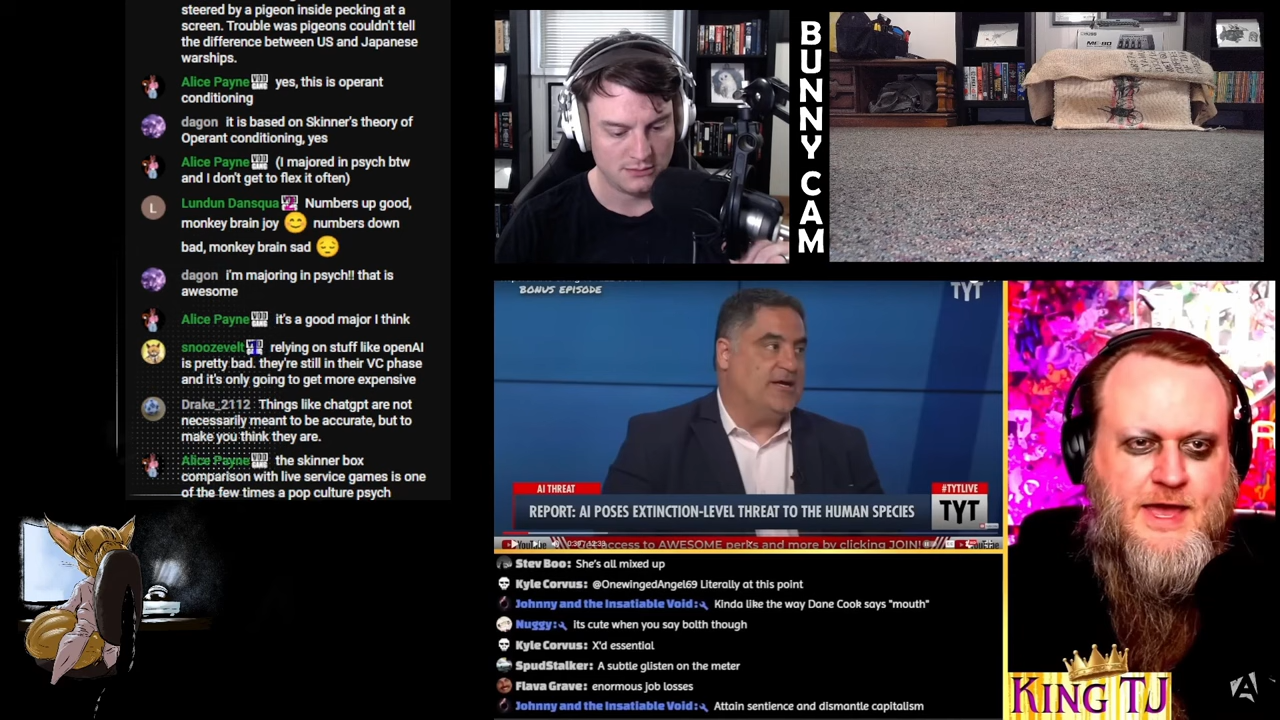 steered by a pigeon inside pecking at a
screen. Trouble was pigeons couldn't tell
the difference between US and Japanese
warships.
Alice Payne yes, this is operant
conditioning
dagon it is based on Skinner's theory of
Operant conditioning, yes
Alice Payne (I majored in psych btw
and I don't get to flex it often)
L
Lundun Dansqua Numbers up good,
monkey brain joy 😊 numbers down
bad, monkey brain sad 😔
dagon i'm majoring in psych!! that is
awesome
Alice Payne it's a good major I think
snoozevelt relying on stuff like openAI
is pretty bad. they're still in their VC phase
and it's only going to get more expensive
Drake_2112 Things like chatgpt are not
necessarily meant to be accurate, but to
make you think they are.
Alice Payne the skinner box
comparison with live service games is one
of the few times a pop culture psych
BUNNY CAM
BONUS EPISODE
TYT
AI THREAT
#TYTLIVE
REPORT: AI POSES EXTINCTION-LEVEL THREAT TO THE HUMAN SPECIES
TYT
access to AWESOME perks and more by clicking JOIN!
Stev Boo: She's all mixed up
Kyle Corvus: @OnewingedAngel69 Literally at this point
Johnny and the Insatiable Void: Kinda like the way Dane Cook says "mouth"
Nuggy: its cute when you say bolth though
Kyle Corvus: X'd essential
SpudStalker: A subtle glisten on the meter
Flava Grave: enormous job losses
Johnny and the Insatiable Void: Attain sentience and dismantle capitalism
KING TJ